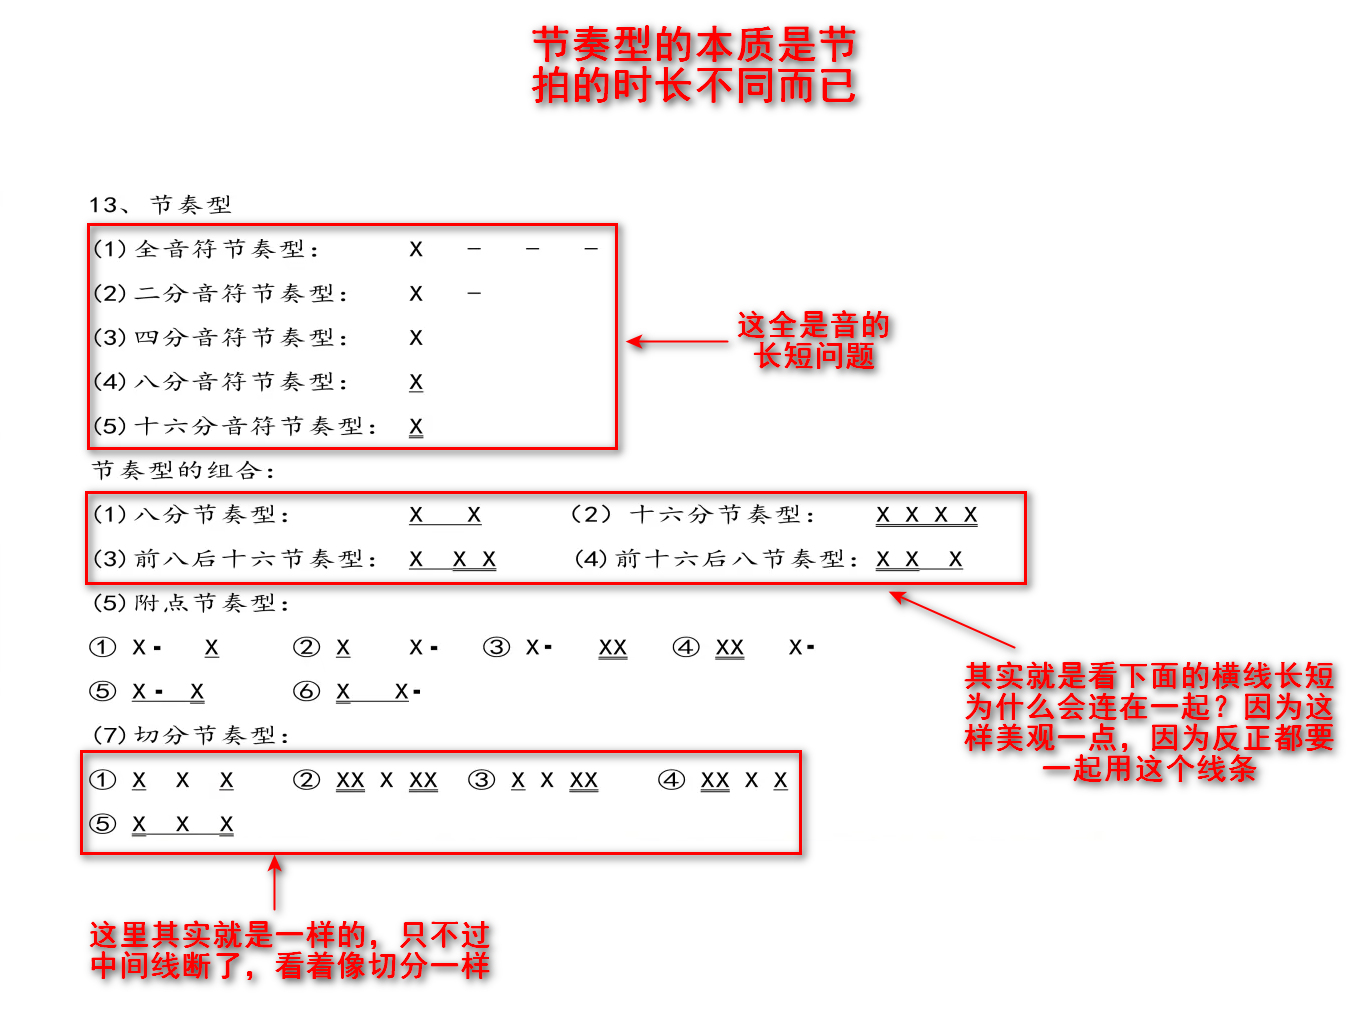 节奏型的本质是节
拍的时长不同而已
13、节奏型
(1)全音符节奏型： X － － －
(2)二分音符节奏型： X －
(3)四分音符节奏型： X
(4)八分音符节奏型： X
(5)十六分音符节奏型： X
这全是音的
长短问题
节奏型的组合：
(1)八分节奏型： X X (2) 十六分节奏型： X X X X
(3)前八后十六节奏型： X X X (4)前十六后八节奏型：X X X
(5)附点节奏型：
① X- X ② X X- ③ X- XX ④ XX X-
⑤ X- X ⑥ X X-
其实就是看下面的横线长短
为什么会连在一起？因为这
样美观一点，因为反正都要
一起用这个线条
(7)切分节奏型：
① X X X ② XX X XX ③ X X XX ④ XX X X
⑤ X X X
这里其实就是一样的，只不过
中间线断了，看着像切分一样